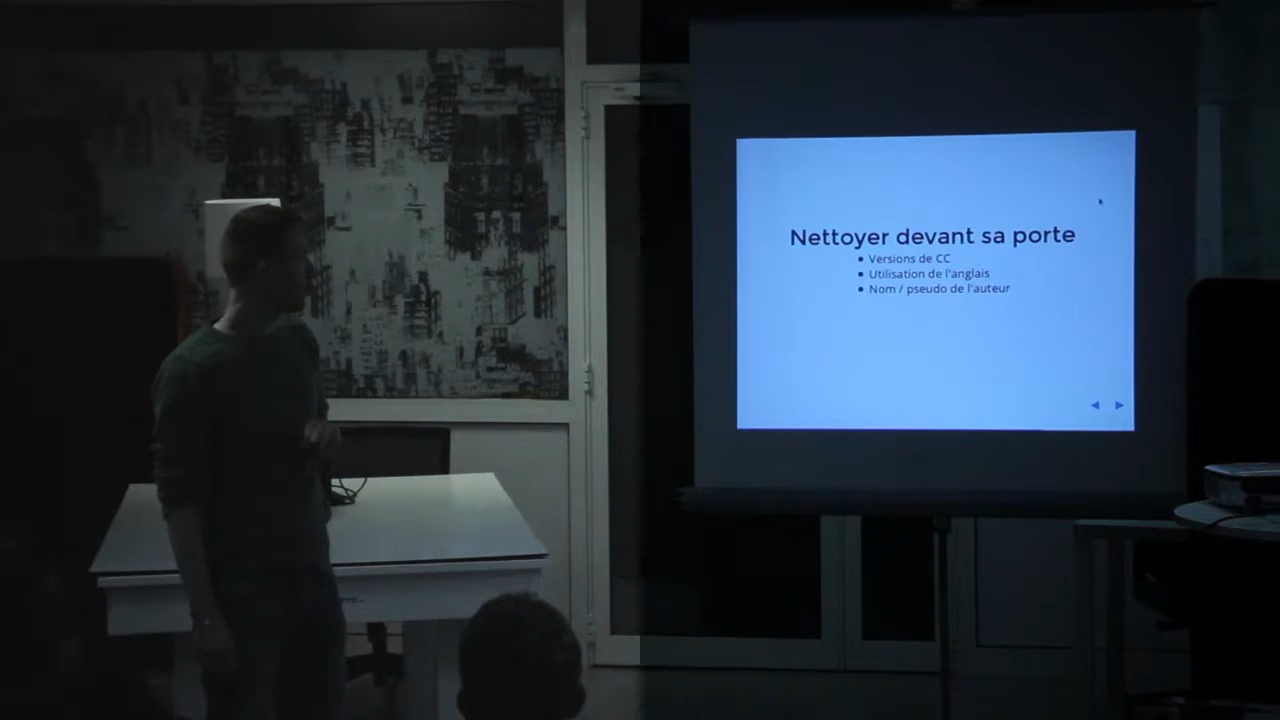 Nettoyer devant sa porte
• Versions de CC
• Utilisation de l'anglais
• Nom / pseudo de l'auteur